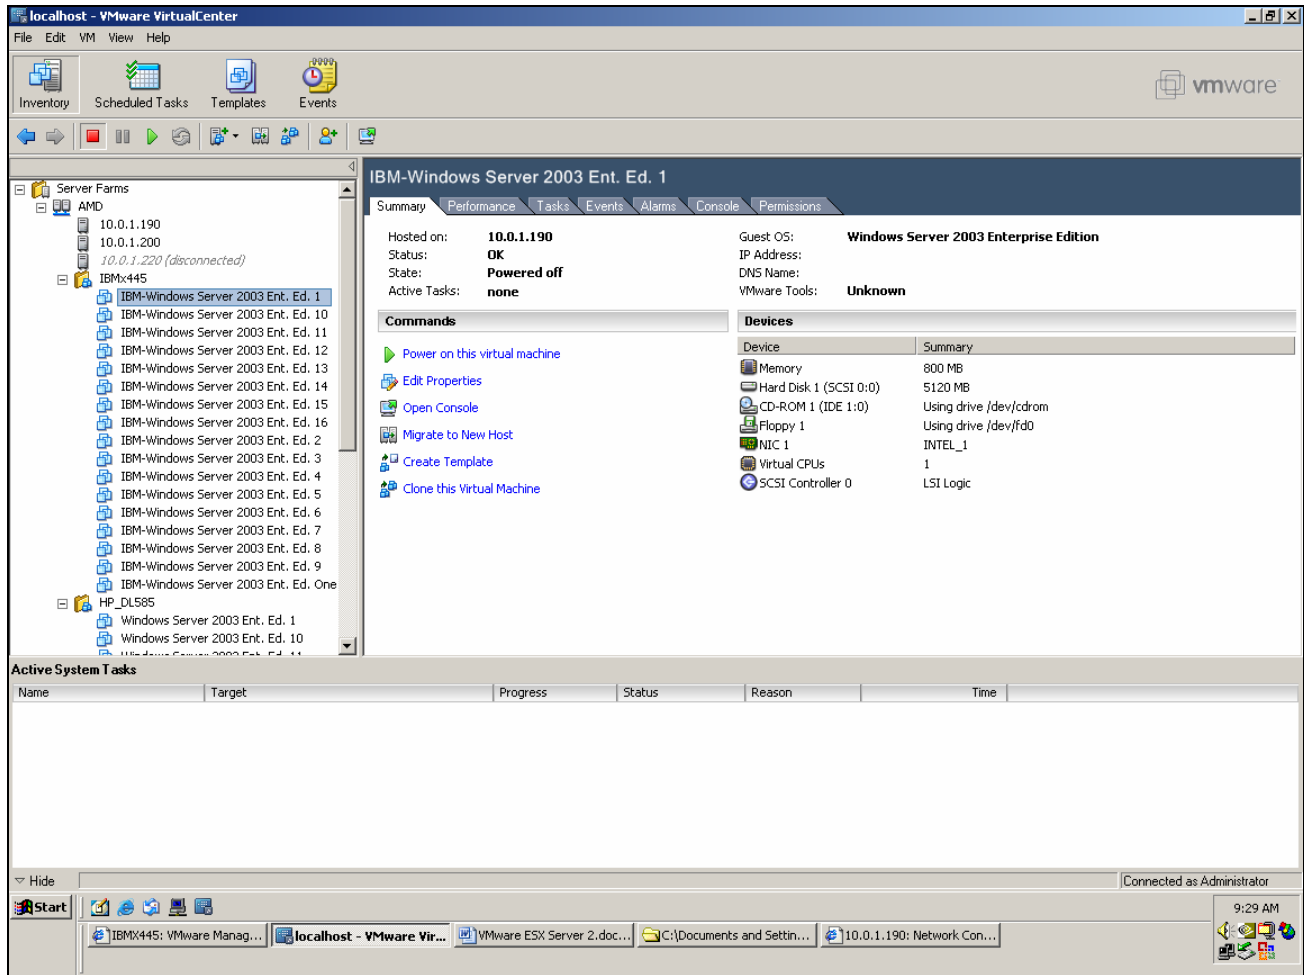 localhost - VMware VirtualCenter
File Edit VM View Help
Inventory Scheduled Tasks Templates Events
vmware
Server Farms
AMD
10.0.1.190
10.0.1.200
10.0.1.220 (disconnected)
IBMx445
IBM-Windows Server 2003 Ent. Ed. 1
IBM-Windows Server 2003 Ent. Ed. 10
IBM-Windows Server 2003 Ent. Ed. 11
IBM-Windows Server 2003 Ent. Ed. 12
IBM-Windows Server 2003 Ent. Ed. 13
IBM-Windows Server 2003 Ent. Ed. 14
IBM-Windows Server 2003 Ent. Ed. 15
IBM-Windows Server 2003 Ent. Ed. 16
IBM-Windows Server 2003 Ent. Ed. 2
IBM-Windows Server 2003 Ent. Ed. 3
IBM-Windows Server 2003 Ent. Ed. 4
IBM-Windows Server 2003 Ent. Ed. 5
IBM-Windows Server 2003 Ent. Ed. 6
IBM-Windows Server 2003 Ent. Ed. 7
IBM-Windows Server 2003 Ent. Ed. 8
IBM-Windows Server 2003 Ent. Ed. 9
IBM-Windows Server 2003 Ent. Ed. One
HP_DL585
Windows Server 2003 Ent. Ed. 1
Windows Server 2003 Ent. Ed. 10
IBM-Windows Server 2003 Ent. Ed. 1
Summary Performance Tasks Events Alarms Console Permissions
Hosted on: 10.0.1.190
Status: OK
State: Powered off
Active Tasks: none
Guest OS: Windows Server 2003 Enterprise Edition
IP Address:
DNS Name:
VMware Tools: Unknown
Commands
Power on this virtual machine
Edit Properties
Open Console
Migrate to New Host
Create Template
Clone this Virtual Machine
Devices
Device Summary
Memory 800 MB
Hard Disk 1 (SCSI 0:0) 5120 MB
CD-ROM 1 (IDE 1:0) Using drive /dev/cdrom
Floppy 1 Using drive /dev/fd0
NIC 1 INTEL_1
Virtual CPUs 1
SCSI Controller 0 LSI Logic
Active System Tasks
Name Target Progress Status Reason Time
Hide Connected as Administrator
Start 9:29 AM
IBMX445: VMware Manag... localhost - VMware Vir... VMware ESX Server 2.doc... C:\Documents and Settin... 10.0.1.190: Network Con...